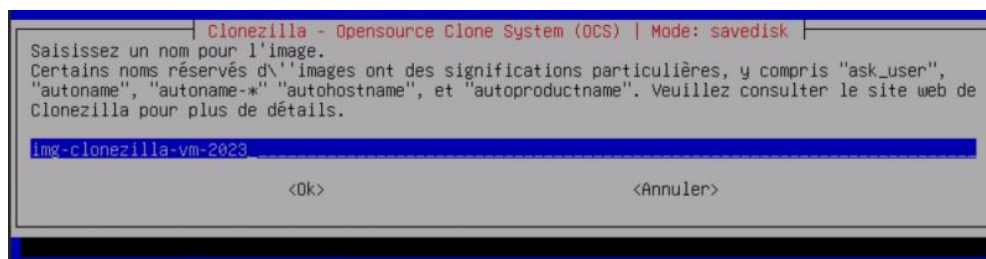 Clonezilla - Opensource Clone System (OCS) | Mode: savedisk
Saisissez un nom pour l'image.
Certains noms réservés d\''images ont des significations particulières, y compris "ask_user",
"autoname", "autoname-*" "autohostname", et "autoproductname". Veuillez consulter le site web de
Clonezilla pour plus de détails.
img-clonezilla-vm-2023
<Ok> <Annuler>